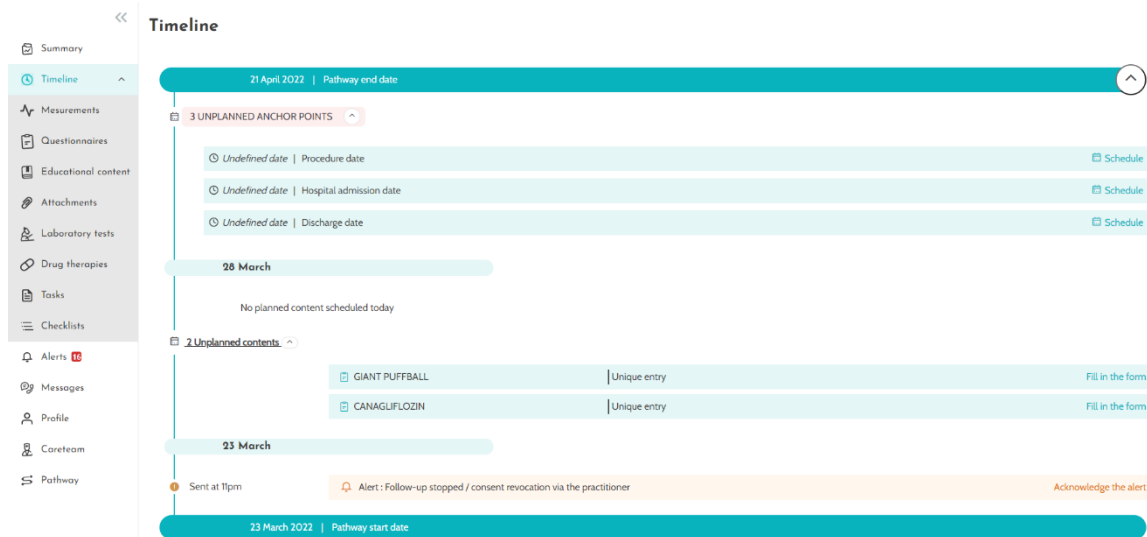 Timeline
Summary
Timeline
Mesurements
Questionnaires
Educational content
Attachments
Laboratory tests
Drug therapies
Tasks
Checklists
Alerts 16
Messages
Profile
Careteam
Pathway
21 April 2022 | Pathway end date
3 UNPLANNED ANCHOR POINTS
Undefined date | Procedure date Schedule
Undefined date | Hospital admission date Schedule
Undefined date | Discharge date Schedule
28 March
No planned content scheduled today
2 Unplanned contents
GIANT PUFFBALL Unique entry Fill in the form
CANAGLIFLOZIN Unique entry Fill in the form
23 March
Sent at 11pm Alert : Follow-up stopped / consent revocation via the practitioner Acknowledge the alert
23 March 2022 | Pathway start date